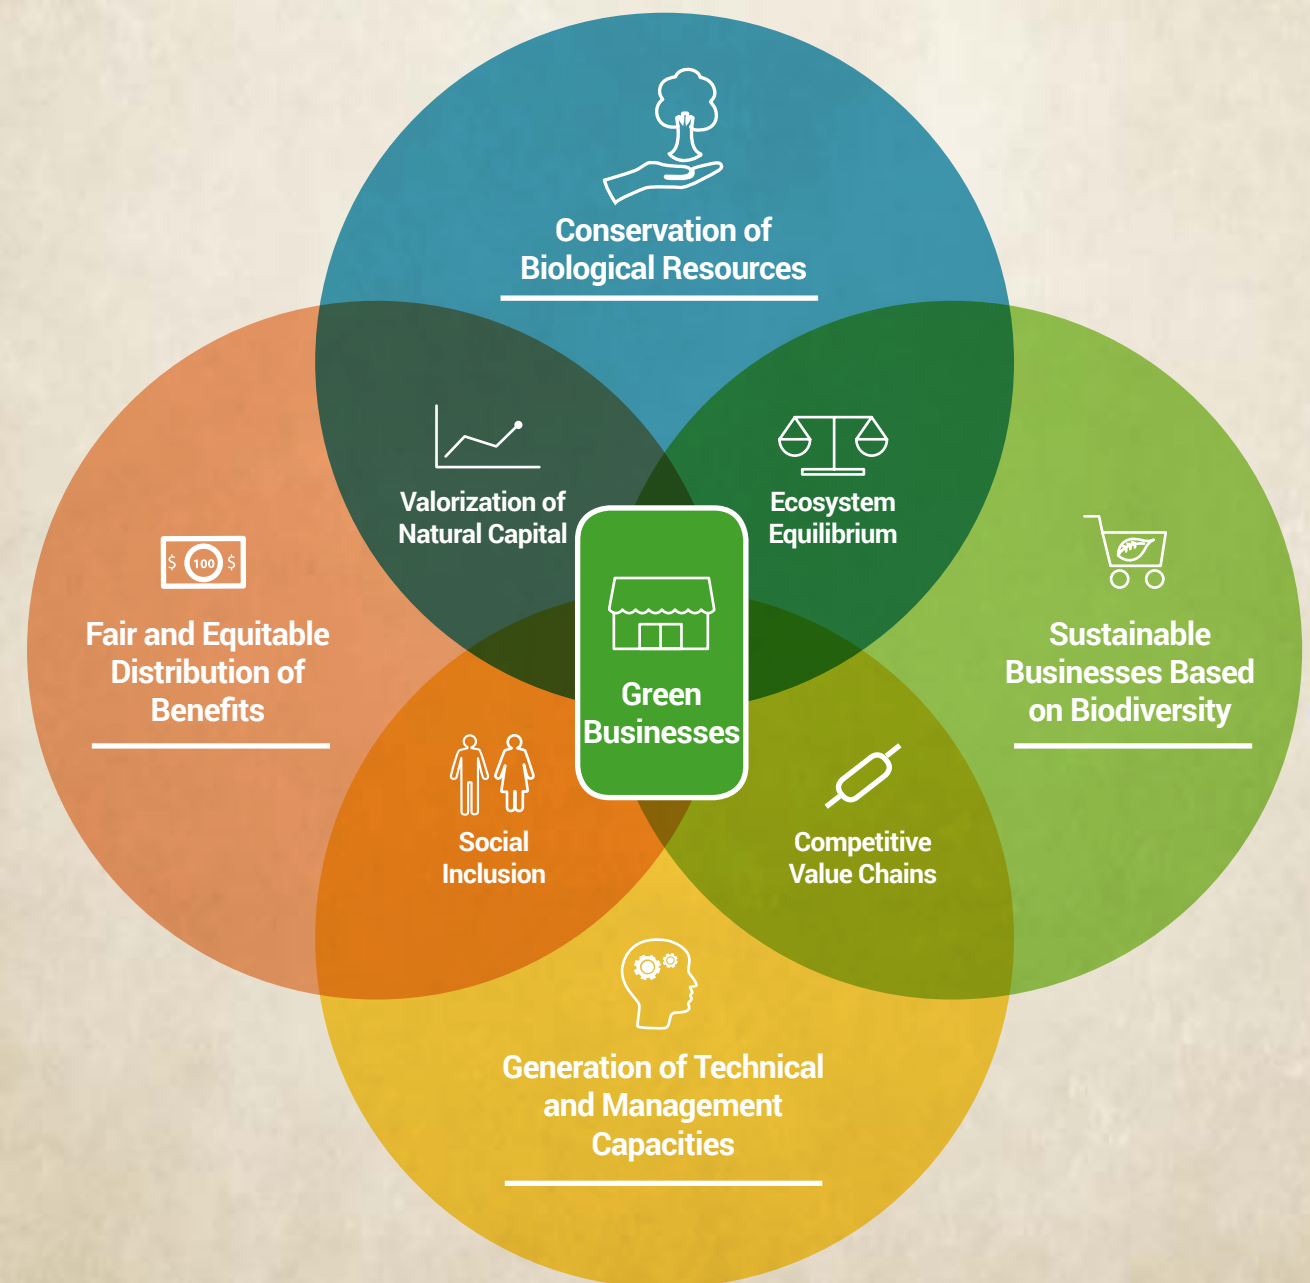 Conservation of
Biological Resources
Valorization of
Natural Capital
Ecosystem
Equilibrium
$ 100 $
Fair and Equitable
Distribution of
Benefits
Green
Businesses
Sustainable
Businesses Based
on Biodiversity
Social
Inclusion
Competitive
Value Chains
Generation of Technical
and Management
Capacities